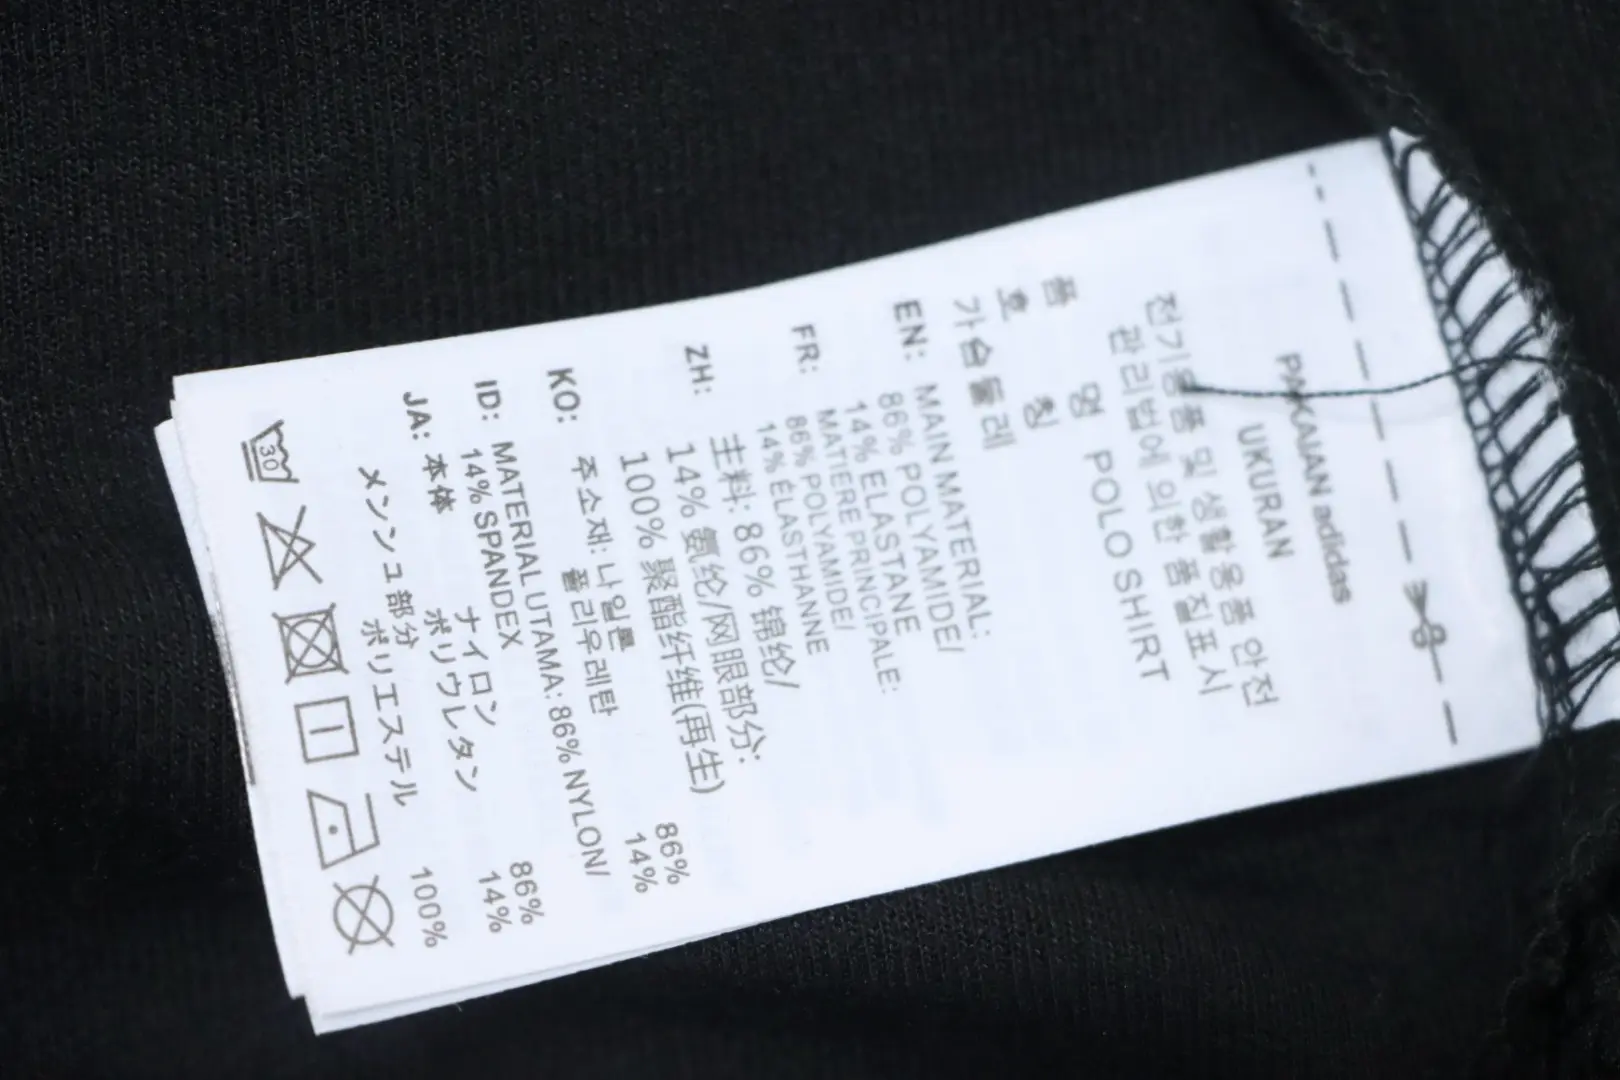 PAKAIAN adidas
UKURAN
전기용품 및 생활용품 안전
관리법에 의한 품질표시
품 명 POLO SHIRT
호 칭
가슴둘레
EN: MAIN MATERIAL:
86% POLYAMIDE/
14% ELASTANE
FR: MATIERE PRINCIPALE:
86% POLYAMIDE/
14% ÉLASTHANNE
ZH: 主料: 86% 锦纶/
14% 氨纶/网眼部分:
100% 聚酯纤维(再生)
KO: 주소재: 나일론 86%
폴리우레탄 14%
ID: MATERIAL UTAMA: 86% NYLON/
14% SPANDEX
JA: 本体 ナイロン 86%
ポリウレタン 14%
メンンユ部分
ポリエステル 100%
30